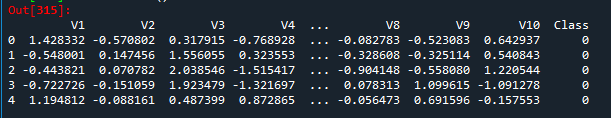 Out[315]:
V1 V2 V3 V4 ... V8 V9 V10 Class
0 1.428332 -0.570802 0.317915 -0.768928 ... -0.082783 -0.523083 0.642937 0
1 -0.548001 0.147456 1.556055 0.323553 ... -0.328608 -0.325114 0.540843 0
2 -0.443821 0.070782 2.038546 -1.515417 ... -0.904148 -0.558080 1.220544 0
3 -0.722726 -0.151059 1.923479 -1.321697 ... 0.078313 1.099615 -1.091278 0
4 1.194812 -0.088161 0.487399 0.872865 ... -0.056473 0.691596 -0.157553 0